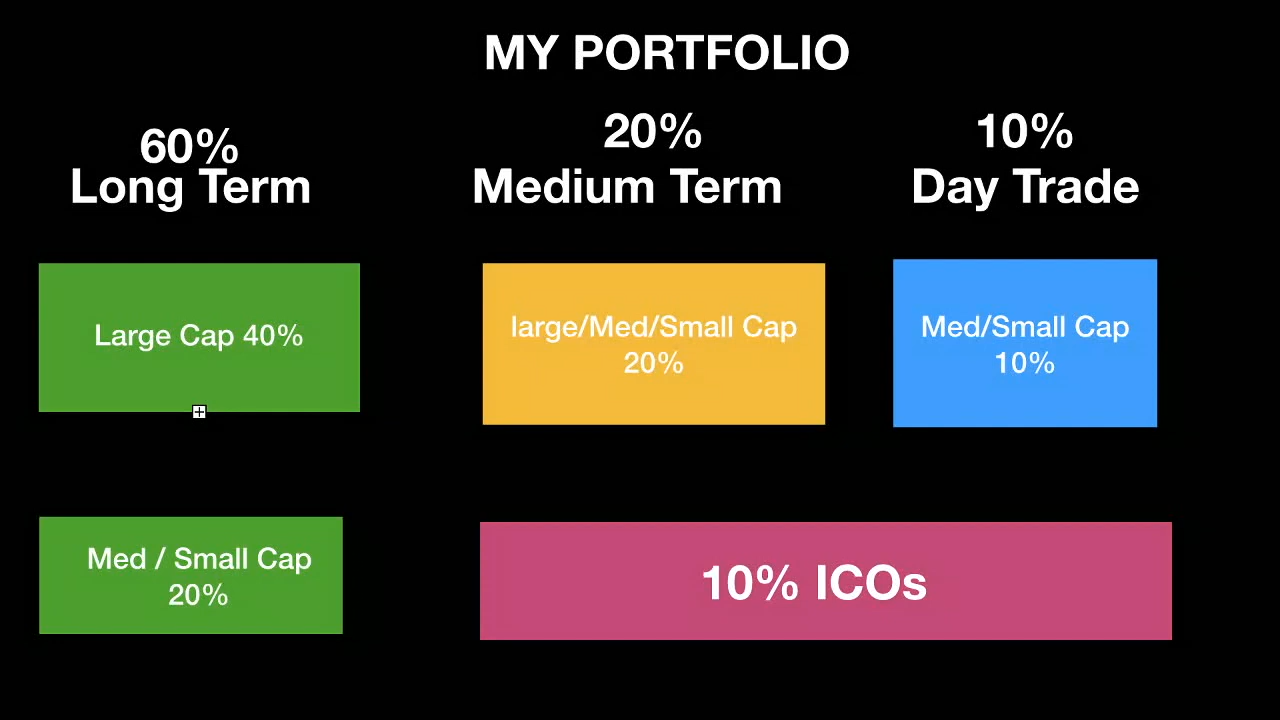 MY PORTFOLIO
60%
Long Term
20%
Medium Term
10%
Day Trade
Large Cap 40%
large/Med/Small Cap
20%
Med/Small Cap
10%
Med / Small Cap
20%
10% ICOs